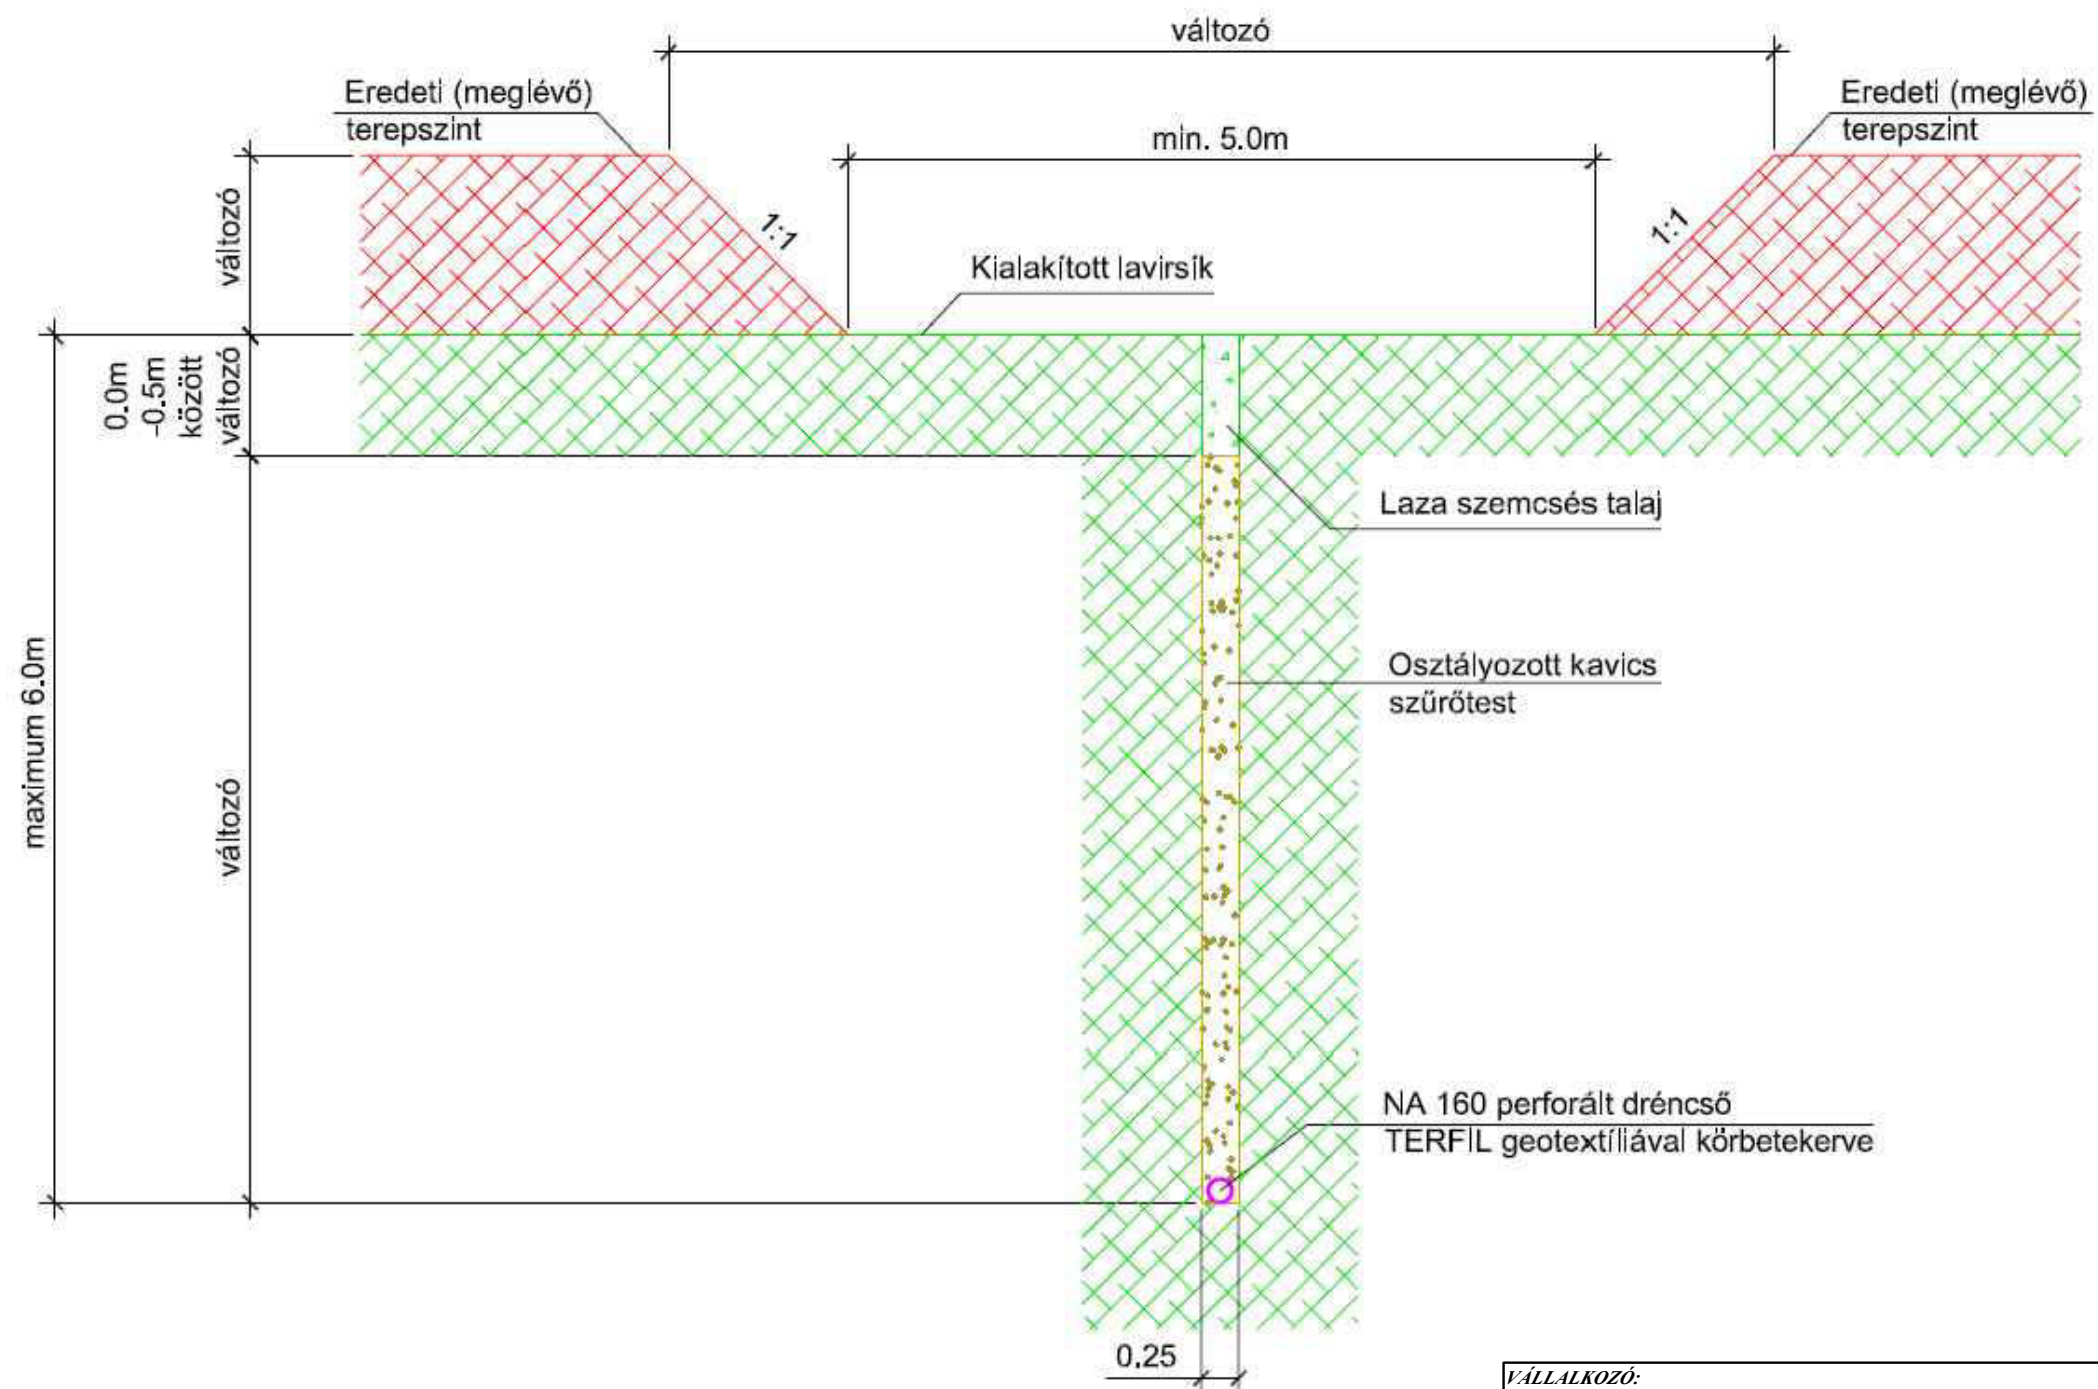 változó
Eredeti (meglévő)
terepszint
Eredeti (meglévő)
terepszint
min. 5.0m
változó
1:1
1:1
Kialakított lavirsík
0.0m
-0.5m
között
változó
Laza szemcsés talaj
maximum 6.0m
változó
Osztályozott kavics
szűrőtest
NA 160 perforált dréncső
TERFIL geotextíliával körbetekerve
0,25
VÁLLALKOZÓ: